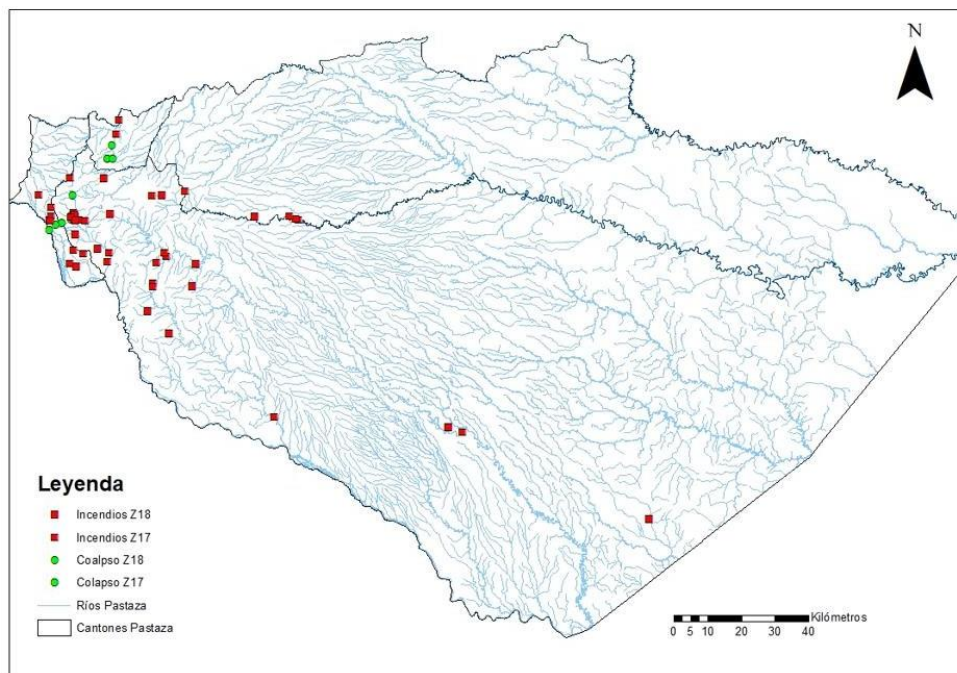 N
Leyenda
Incendios Z18
Incendios Z17
Coalpso Z18
Colapso Z17
Ríos Pastaza
Cantones Pastaza
Kilómetros
0 5 10 20 30 40